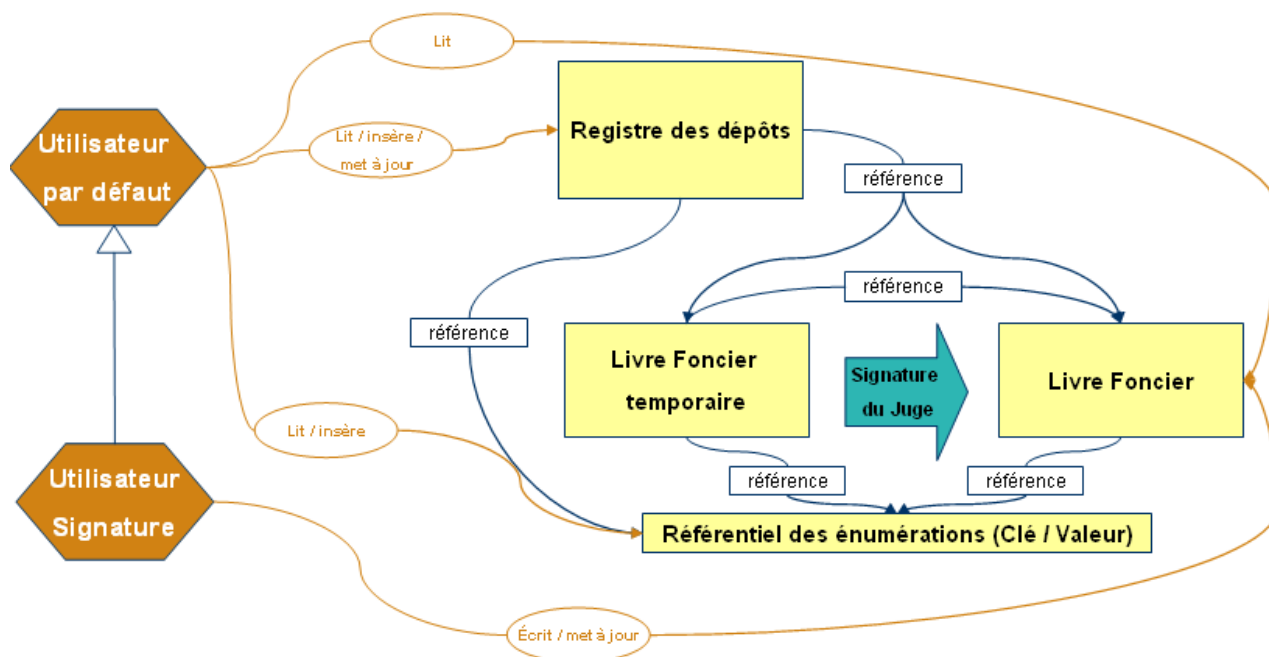 Lit
Utilisateur
par défaut
Lit / insère /
met à jour
Registre des dépôts
référence
référence
référence
Livre Foncier
temporaire
Signature
du Juge
Livre Foncier
Lit / insère
référence
référence
Utilisateur
Signature
Référentiel des énumérations (Clé / Valeur)
Écrit / met à jour